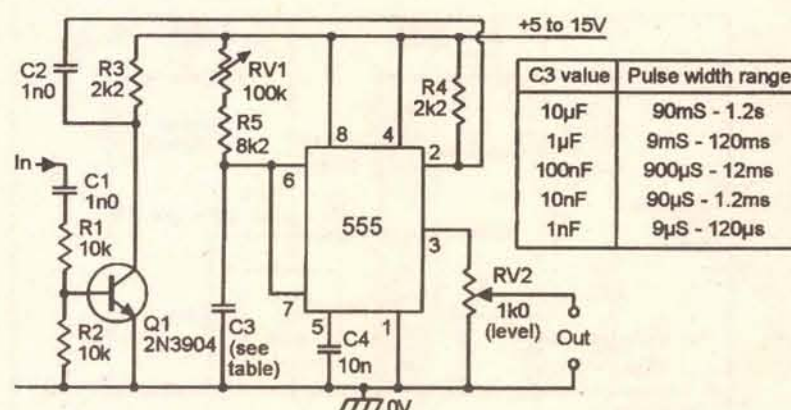 +5 to 15V
C2
1n0
R3
2k2
RV1
100k
R4
2k2
R5
8k2
8
4
2
In
C1
1n0
6
R1
10k
555
3
RV2
1k0
(level)
7
Q1
2N3904
R2
10k
C3
(see
table)
5
C4
10n
1
Out
0V
C3 value Pulse width range
10µF 90mS - 1.2s
1µF 9mS - 120ms
100nF 900µS - 12ms
10nF 90µS - 1.2ms
1nF 9µS - 120µs